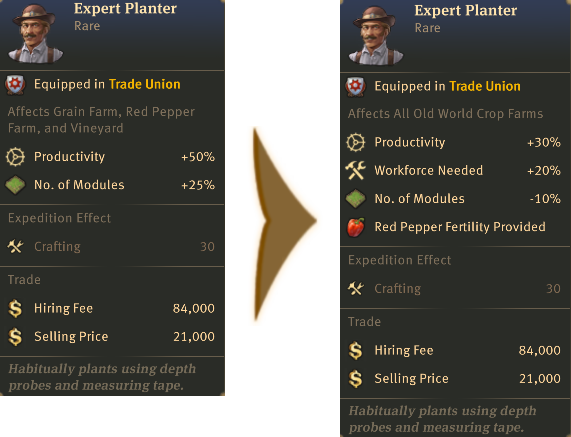 Expert Planter
Rare
Equipped in Trade Union
Affects Grain Farm, Red Pepper
Farm, and Vineyard
Productivity +50%
No. of Modules +25%
Expedition Effect
Crafting 30
Trade
Hiring Fee 84,000
Selling Price 21,000
Habitually plants using depth
probes and measuring tape.
Expert Planter
Rare
Equipped in Trade Union
Affects All Old World Crop Farms
Productivity +30%
Workforce Needed +20%
No. of Modules -10%
Red Pepper Fertility Provided
Expedition Effect
Crafting 30
Trade
Hiring Fee 84,000
Selling Price 21,000
Habitually plants using depth
probes and measuring tape.